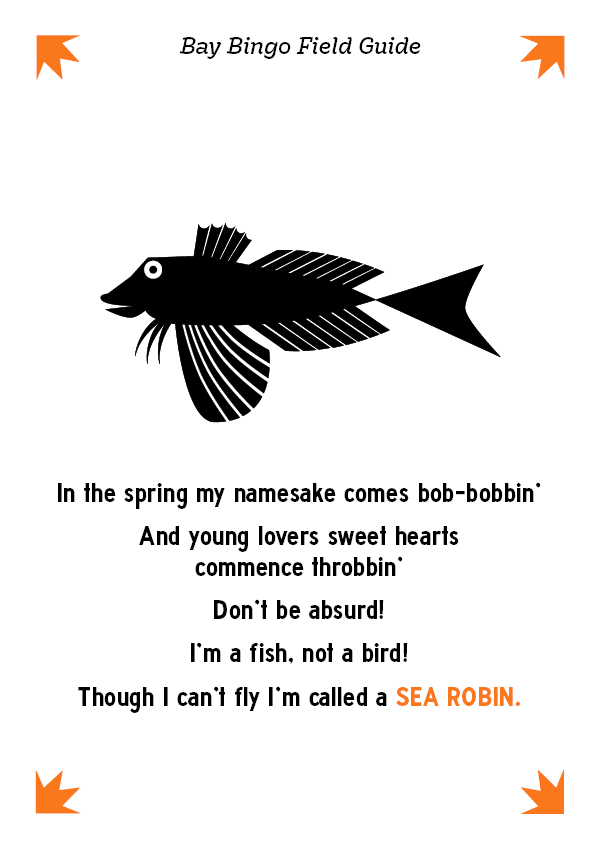 Bay Bingo Field Guide
In the spring my namesake comes bob-bobbin'
And young lovers sweet hearts
commence throbbin'
Don't be absurd!
I'm a fish, not a bird!
Though I can't fly I'm called a SEA ROBIN.